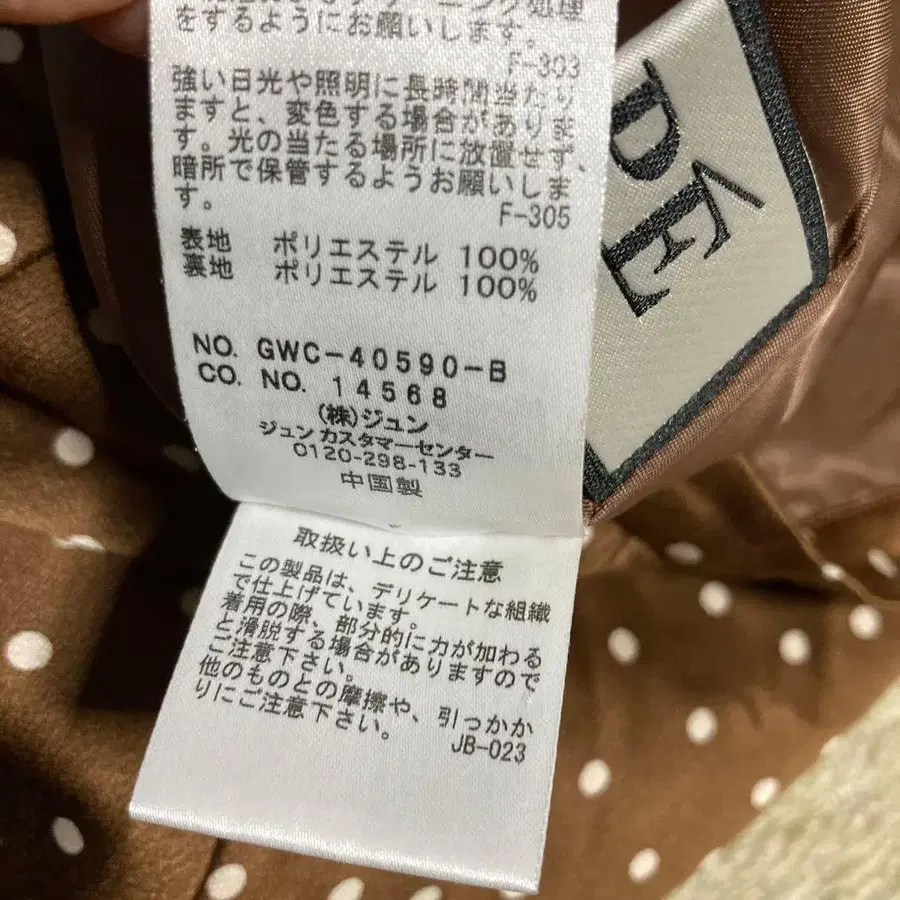 処理
をするようにお願いします。
F-303
強い日光や照明に長時間当たり
ますと、変色する場合がありま
す。光の当たる場所に放置せず、
暗所で保管するようお願いしま
す。
F-305
表地 ポリエステル 100%
裏地 ポリエステル 100%
NO. GWC-40590-B
CO. NO. 14568
(株)ジュン
ジュン カスタマーセンター
0120-298-133
中国製
取扱い上のご注意
この製品は、デリケートな組織
で仕上げています。
着用の際、部分的に力が加わる
と滑脱する場合がありますので
ご注意下さい。
他のものとの摩擦や、引っかか
りにご注意下さい。
JB-023
PÉ